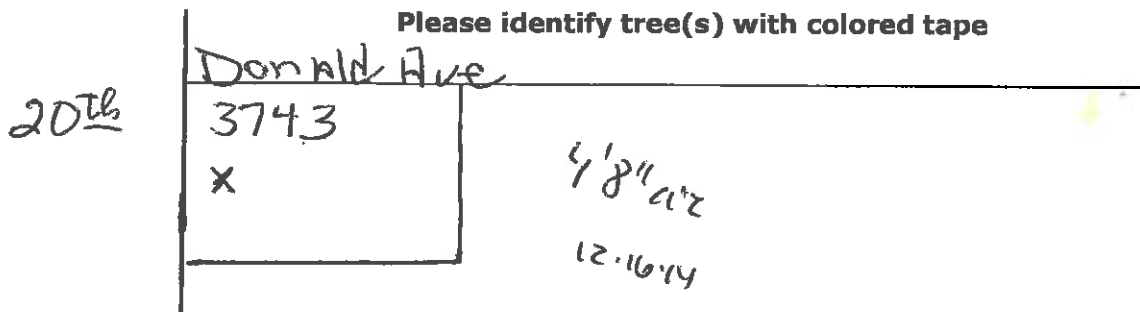 Please identify tree(s) with colored tape
Donald Ave
20th
3743
x
4'8"
12.16.14